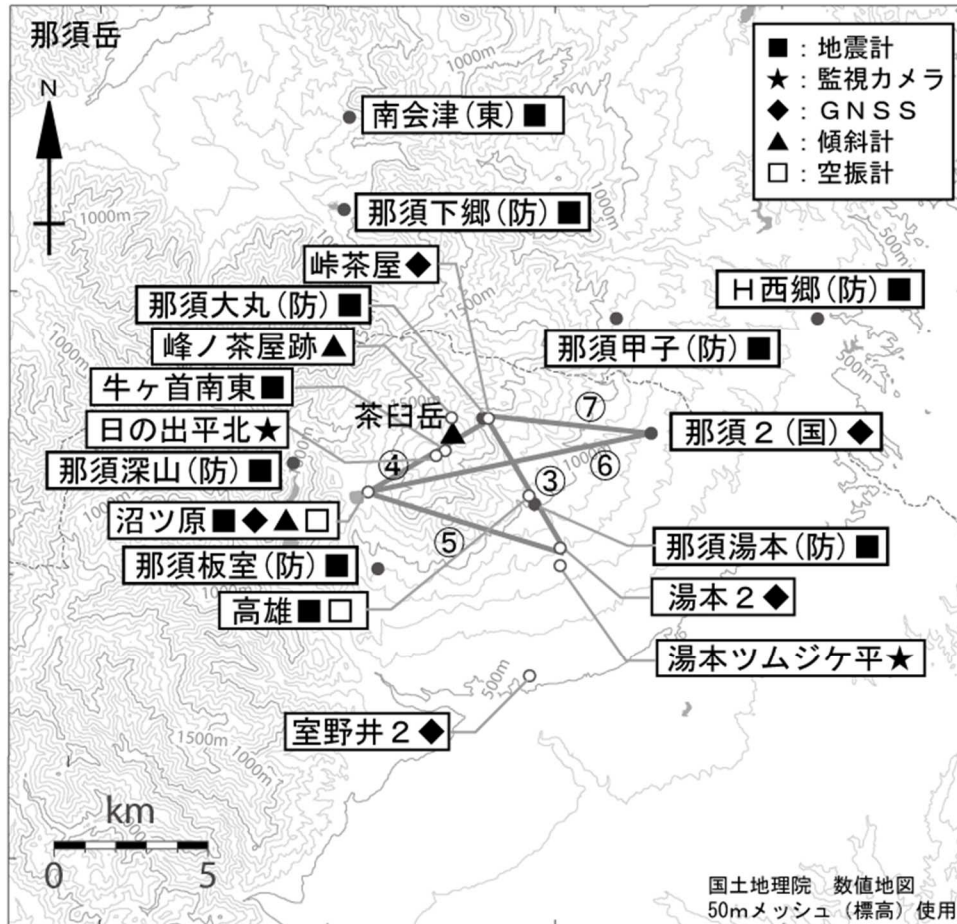 那須岳
N
■：地震計
★：監視カメラ
◆：ＧＮＳＳ
▲：傾斜計
□：空振計
1000m
南会津(東)■
1000m
那須下郷(防)■
500m
峠茶屋◆
1500m
Ｈ西郷(防)■
那須大丸(防)■
1000m
峰ノ茶屋跡▲
那須甲子(防)■
500m
牛ヶ首南東■
1500m
茶臼岳
⑦
日の出平北★
那須２(国)◆
那須深山(防)■
④
⑥
1000m
③
沼ツ原■◆▲□
⑤
那須湯本(防)■
那須板室(防)■
1000m
湯本２◆
高雄■□
湯本ツムジケ平★
500m
室野井２◆
1500m
1000m
km
0 5
国土地理院　数値地図
50mメッシュ（標高）使用